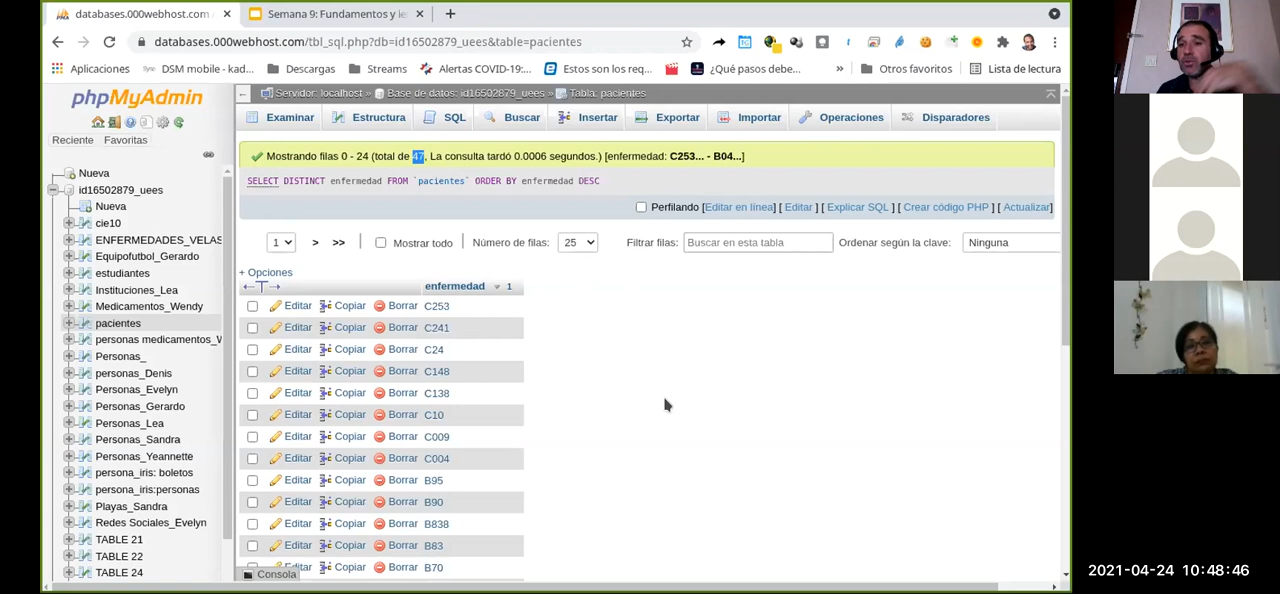 databases.000webhost.com / Semana 9: Fundamentos y le
databases.000webhost.com/tbl_sql.php?db=id16502879_uees&table=pacientes
Aplicaciones DSM mobile - kad... Descargas Streams Alertas COVID-19:... Estos son los req... ¿Qué pasos debe... » Otros favoritos Lista de lectura
phpMyAdmin
Reciente Favoritas
Nueva
id16502879_uees
Nueva
cie10
ENFERMEDADES_VELAS
Equipofutbol_Gerardo
estudiantes
Instituciones_Lea
Medicamentos_Wendy
pacientes
personas medicamentos_W
Personas_
personas_Denis
Personas_Evelyn
Personas_Gerardo
Personas_Lea
Personas_Sandra
Personas_Yeannette
persona_iris: boletos
persona_iris:personas
Playas_Sandra
Redes Sociales_Evelyn
TABLE 21
TABLE 22
TABLE 24
Servidor: localhost » Base de datos: id16502879_uees » Tabla: pacientes
Examinar Estructura SQL Buscar Insertar Exportar Importar Operaciones Disparadores
Mostrando filas 0 - 24 (total de 47, La consulta tardó 0.0006 segundos.) [enfermedad: C253... - B04...]
SELECT DISTINCT enfermedad FROM `pacientes` ORDER BY enfermedad DESC
Perfilando [Editar en línea] [ Editar ] [ Explicar SQL ] [ Crear código PHP ] [ Actualizar]
1 > >> Mostrar todo Número de filas: 25 Filtrar filas: Buscar en esta tabla Ordenar según la clave: Ninguna
+ Opciones
←T→ enfermedad 1
Editar Copiar Borrar C253
Editar Copiar Borrar C241
Editar Copiar Borrar C24
Editar Copiar Borrar C148
Editar Copiar Borrar C138
Editar Copiar Borrar C10
Editar Copiar Borrar C009
Editar Copiar Borrar C004
Editar Copiar Borrar B95
Editar Copiar Borrar B90
Editar Copiar Borrar B838
Editar Copiar Borrar B83
Editar Copiar Borrar B70
Consola
2021-04-24 10:48:46